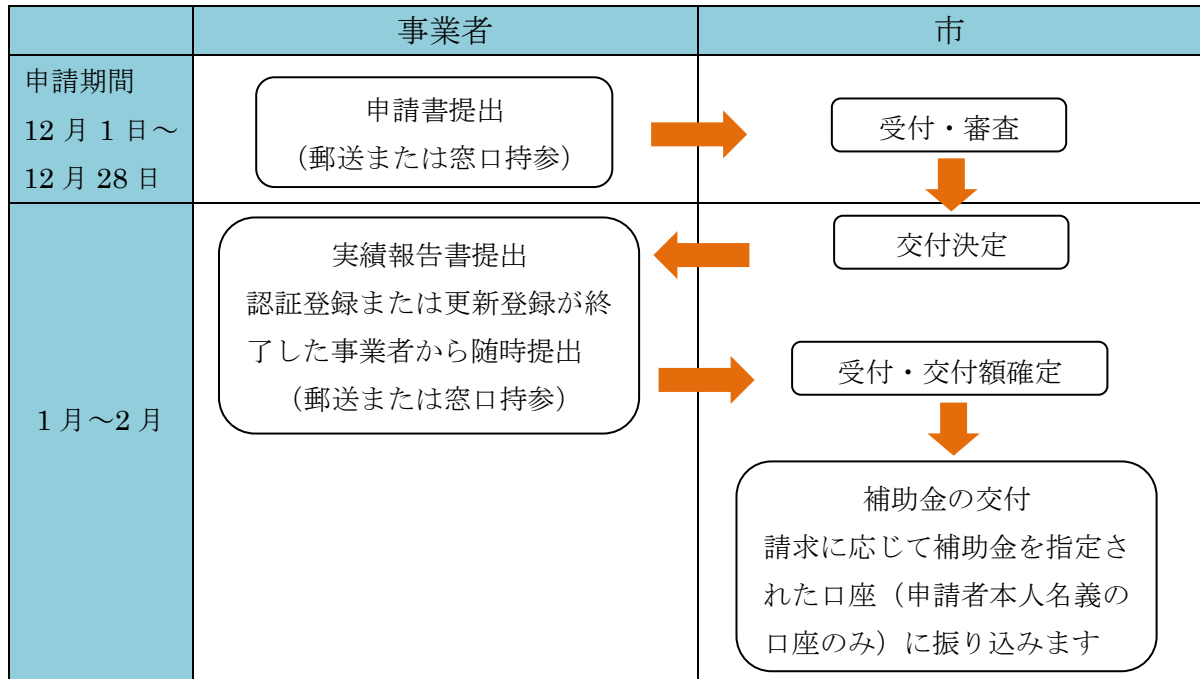 事業者
市
申請期間
12月1日～
12月28日
申請書提出
（郵送または窓口持参）
受付・審査
交付決定
1月～2月
実績報告書提出
認証登録または更新登録が終
了した事業者から随時提出
（郵送または窓口持参）
受付・交付額確定
補助金の交付
請求に応じて補助金を指定さ
れた口座（申請者本人名義の
口座のみ）に振り込みます